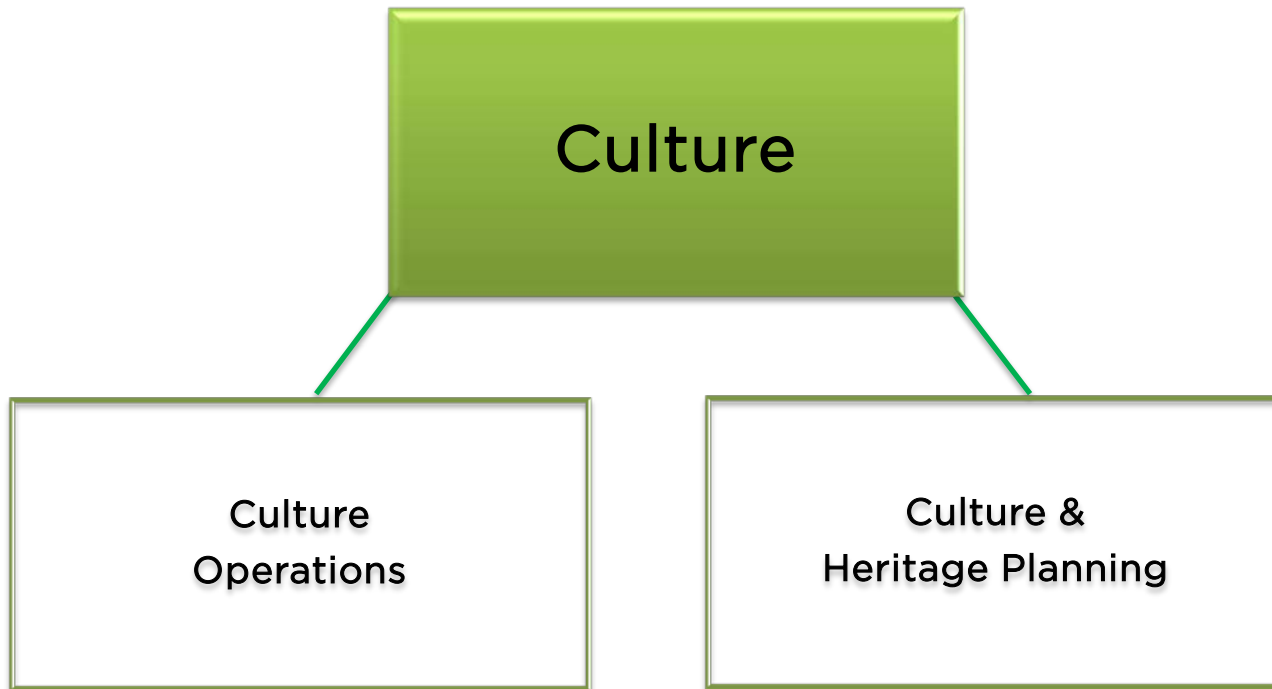 Culture
Culture
Operations
Culture &
Heritage Planning